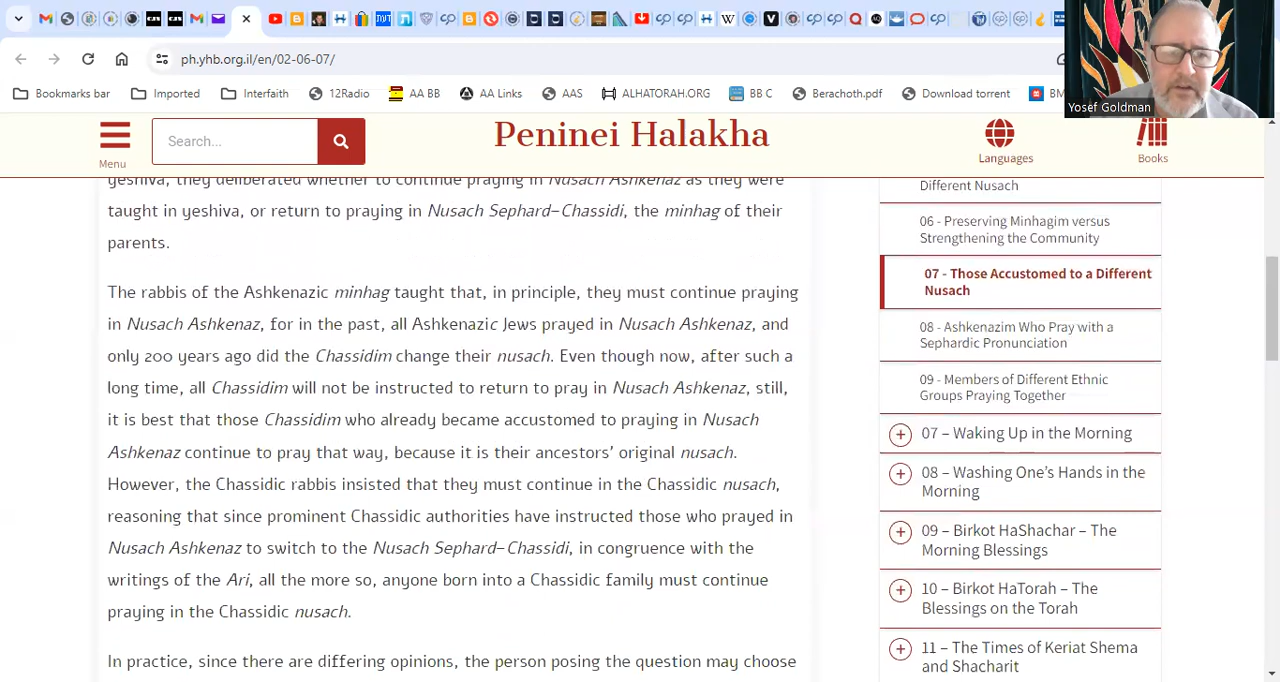 ph.yhb.org.il/en/02-06-07/
Bookmarks bar
Imported
Interfaith
12Radio
AA BB
AA Links
AAS
ALHATORAH.ORG
BB C
Berachoth.pdf
Download torrent
Yosef Goldman
Menu
Search...
Peninei Halakha
Languages
Books
yeshiva, they deliberated whether to continue praying in Nusach Ashkenaz as they were
taught in yeshiva, or return to praying in Nusach Sephard–Chassidi, the minhag of their
parents.
The rabbis of the Ashkenazic minhag taught that, in principle, they must continue praying
in Nusach Ashkenaz, for in the past, all Ashkenazic Jews prayed in Nusach Ashkenaz, and
only 200 years ago did the Chassidim change their nusach. Even though now, after such a
long time, all Chassidim will not be instructed to return to pray in Nusach Ashkenaz, still,
it is best that those Chassidim who already became accustomed to praying in Nusach
Ashkenaz continue to pray that way, because it is their ancestors’ original nusach.
However, the Chassidic rabbis insisted that they must continue in the Chassidic nusach,
reasoning that since prominent Chassidic authorities have instructed those who prayed in
Nusach Ashkenaz to switch to the Nusach Sephard–Chassidi, in congruence with the
writings of the Ari, all the more so, anyone born into a Chassidic family must continue
praying in the Chassidic nusach.
In practice, since there are differing opinions, the person posing the question may choose
Different Nusach
06 - Preserving Minhagim versus
Strengthening the Community
07 - Those Accustomed to a Different
Nusach
08 - Ashkenazim Who Pray with a
Sephardic Pronunciation
09 - Members of Different Ethnic
Groups Praying Together
07 – Waking Up in the Morning
08 – Washing One’s Hands in the
Morning
09 – Birkot HaShachar – The
Morning Blessings
10 – Birkot HaTorah – The
Blessings on the Torah
11 – The Times of Keriat Shema
and Shacharit